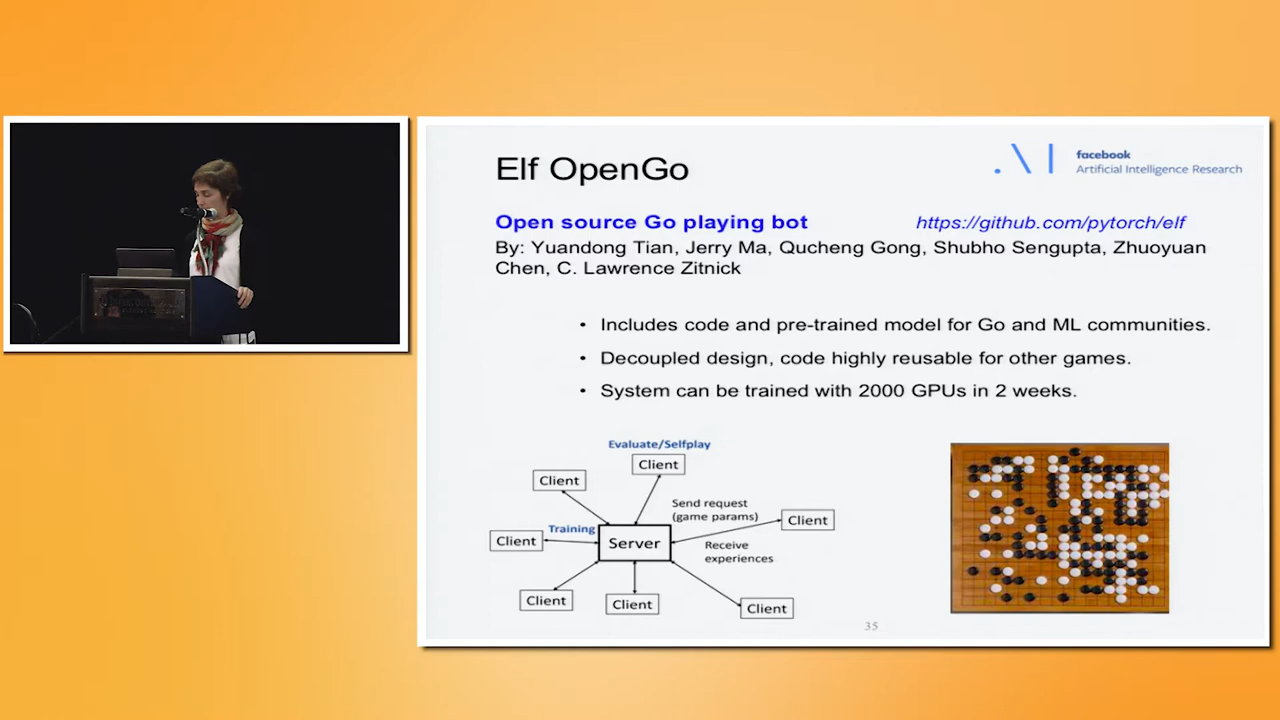 Elf OpenGo
facebook
Artificial Intelligence Research
Open source Go playing bot
https://github.com/pytorch/elf
By: Yuandong Tian, Jerry Ma, Qucheng Gong, Shubho Sengupta, Zhuoyuan
Chen, C. Lawrence Zitnick
• Includes code and pre-trained model for Go and ML communities.
• Decoupled design, code highly reusable for other games.
• System can be trained with 2000 GPUs in 2 weeks.
Evaluate/Selfplay
Client
Client
Send request
(game params)
Client
Training
Client
Server
Receive
experiences
Client
Client
Client
35